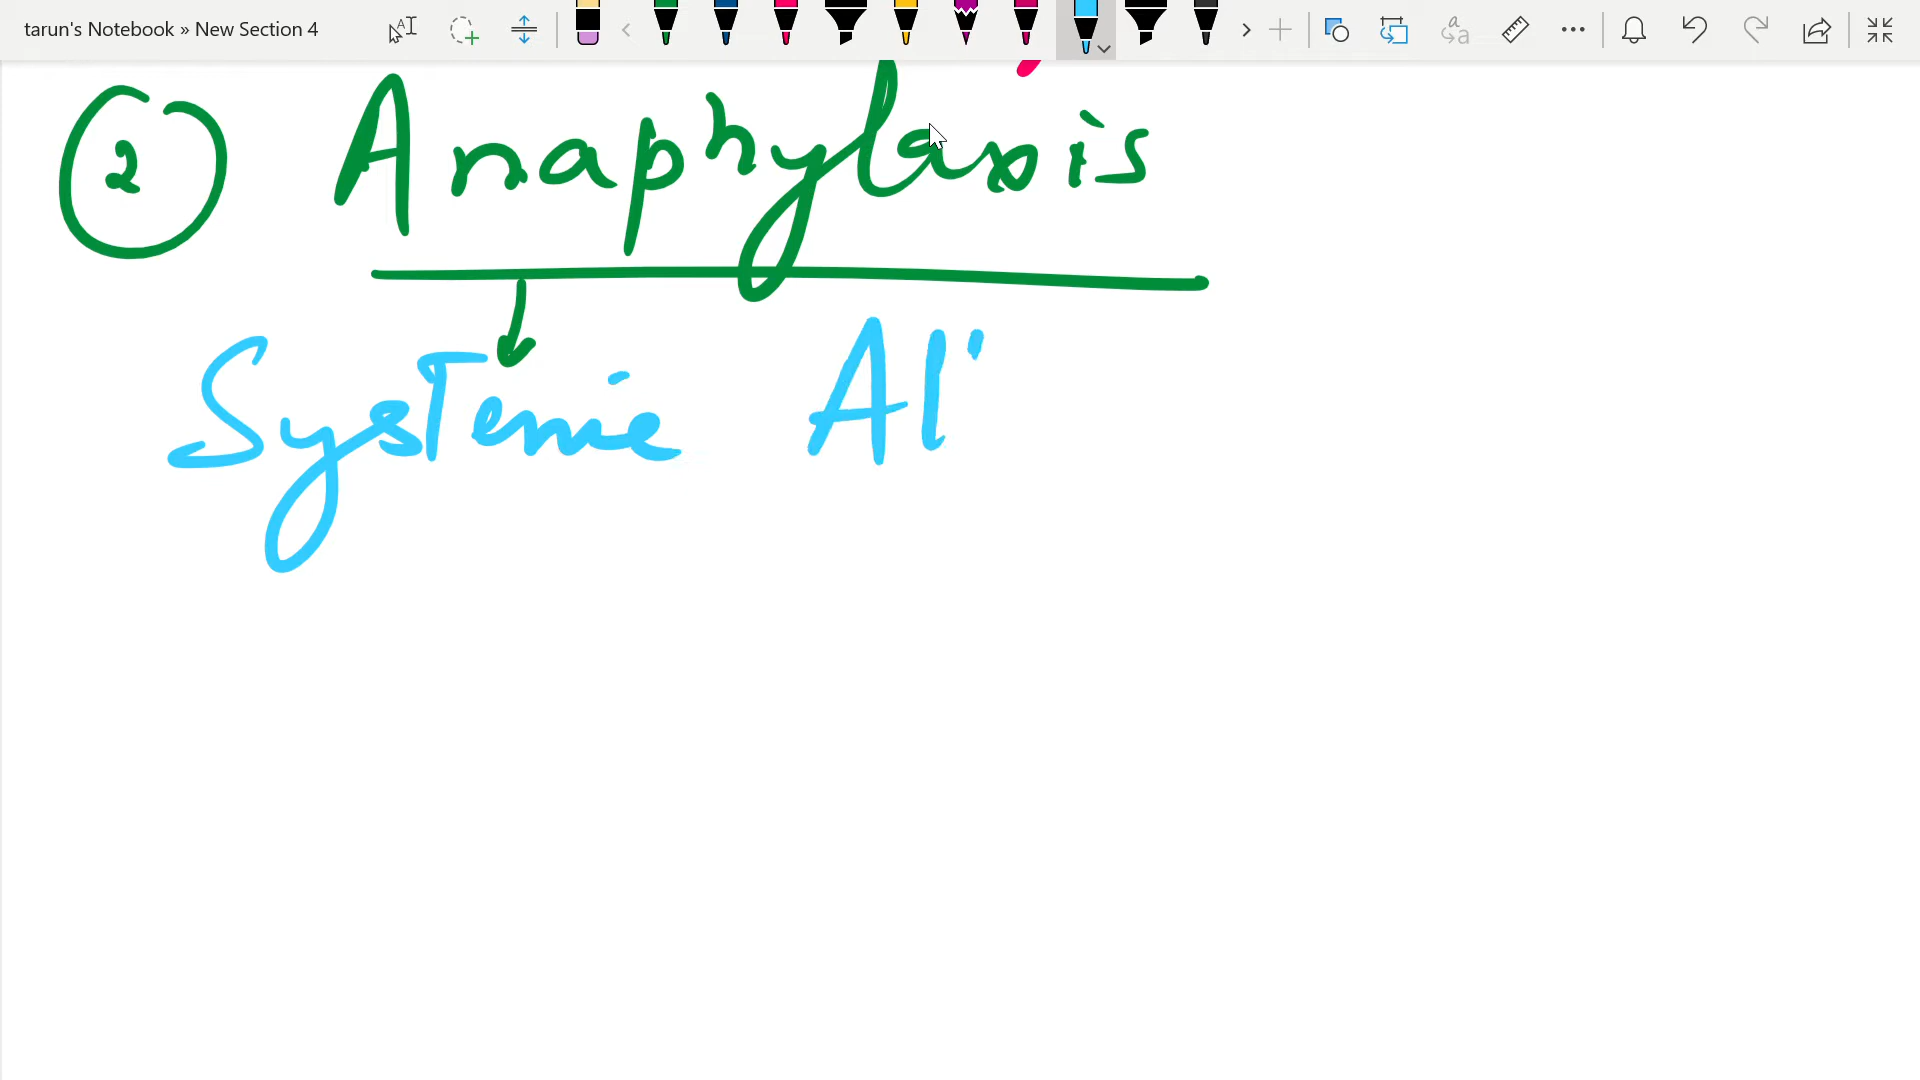 tarun's Notebook » New Section 4
② Anaphylaxis
Systemic Al